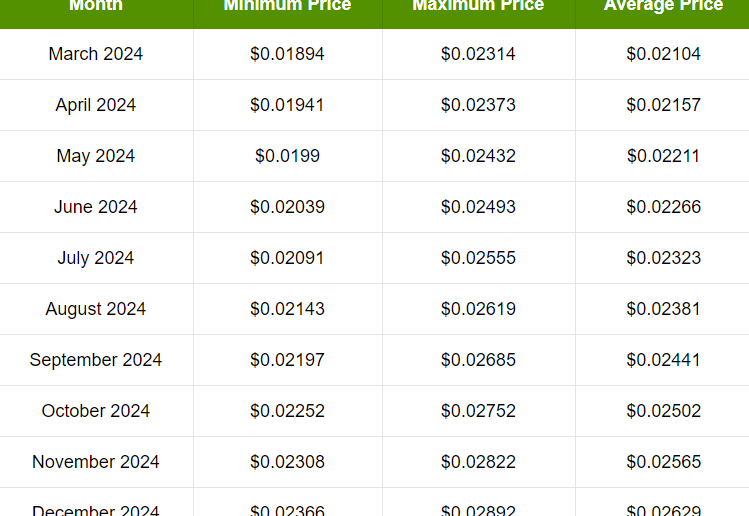 Month Minimum Price Maximum Price Average Price
March 2024 $0.01894 $0.02314 $0.02104
April 2024 $0.01941 $0.02373 $0.02157
May 2024 $0.0199 $0.02432 $0.02211
June 2024 $0.02039 $0.02493 $0.02266
July 2024 $0.02091 $0.02555 $0.02323
August 2024 $0.02143 $0.02619 $0.02381
September 2024 $0.02197 $0.02685 $0.02441
October 2024 $0.02252 $0.02752 $0.02502
November 2024 $0.02308 $0.02822 $0.02565
December 2024 $0.02366 $0.02892 $0.02629